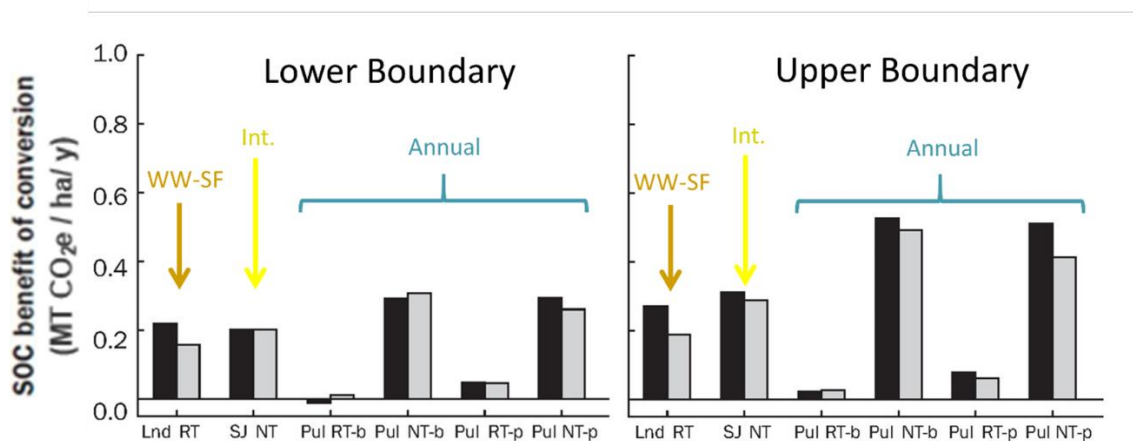 SOC benefit of conversion
(MT CO₂e / ha/ y)
1.0
0.8
0.6
0.4
0.2
0.0
Lower Boundary
WW-SF
Int.
Annual
Lnd RT
SJ NT
Pul RT-b
Pul NT-b
Pul RT-p
Pul NT-p
Upper Boundary
WW-SF
Int.
Annual
Lnd RT
SJ NT
Pul RT-b
Pul NT-b
Pul RT-p
Pul NT-p